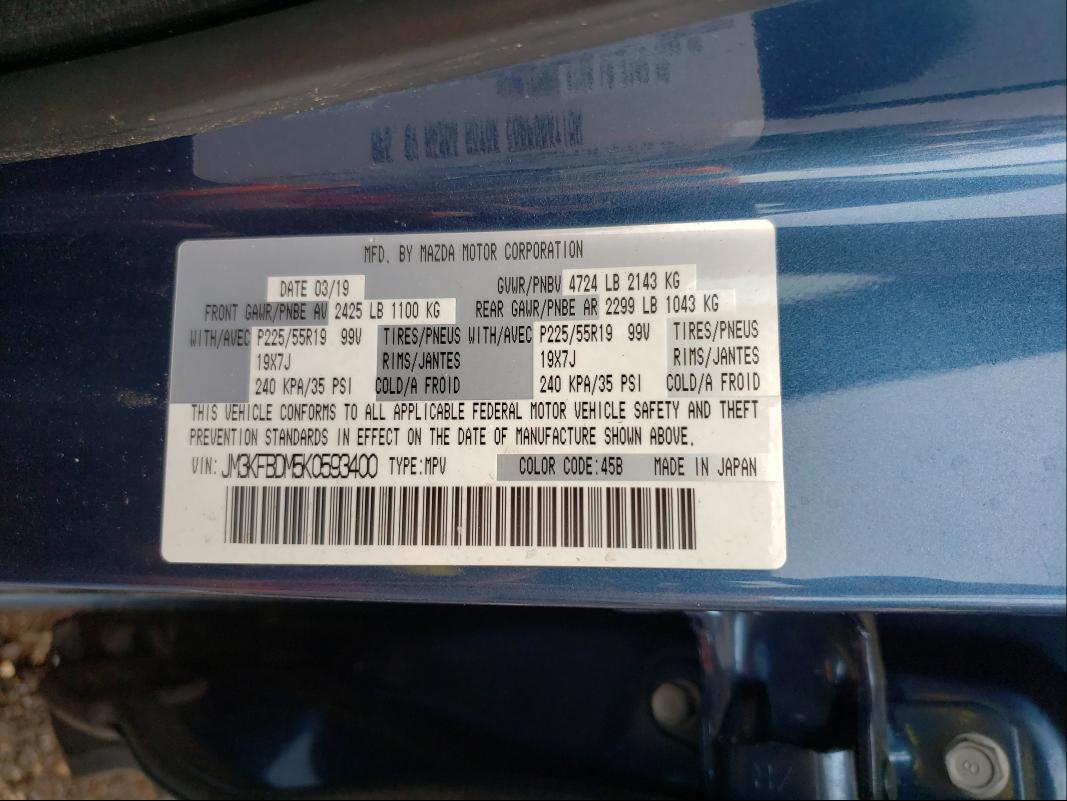 MFD. BY MAZDA MOTOR CORPORATION
DATE 03/19 GVWR/PNBV 4724 LB 2143 KG
FRONT GAWR/PNBE AV 2425 LB 1100 KG REAR GAWR/PNBE AR 2299 LB 1043 KG
WITH/AVEC P225/55R19 99V TIRES/PNEUS WITH/AVEC P225/55R19 99V TIRES/PNEUS
19X7J RIMS/JANTES 19X7J RIMS/JANTES
240 KPA/35 PSI COLD/A FROID 240 KPA/35 PSI COLD/A FROID
THIS VEHICLE CONFORMS TO ALL APPLICABLE FEDERAL MOTOR VEHICLE SAFETY AND THEFT
PREVENTION STANDARDS IN EFFECT ON THE DATE OF MANUFACTURE SHOWN ABOVE.
VIN: JM3KFBDM5K0593400 TYPE:MPV COLOR CODE:45B MADE IN JAPAN
8